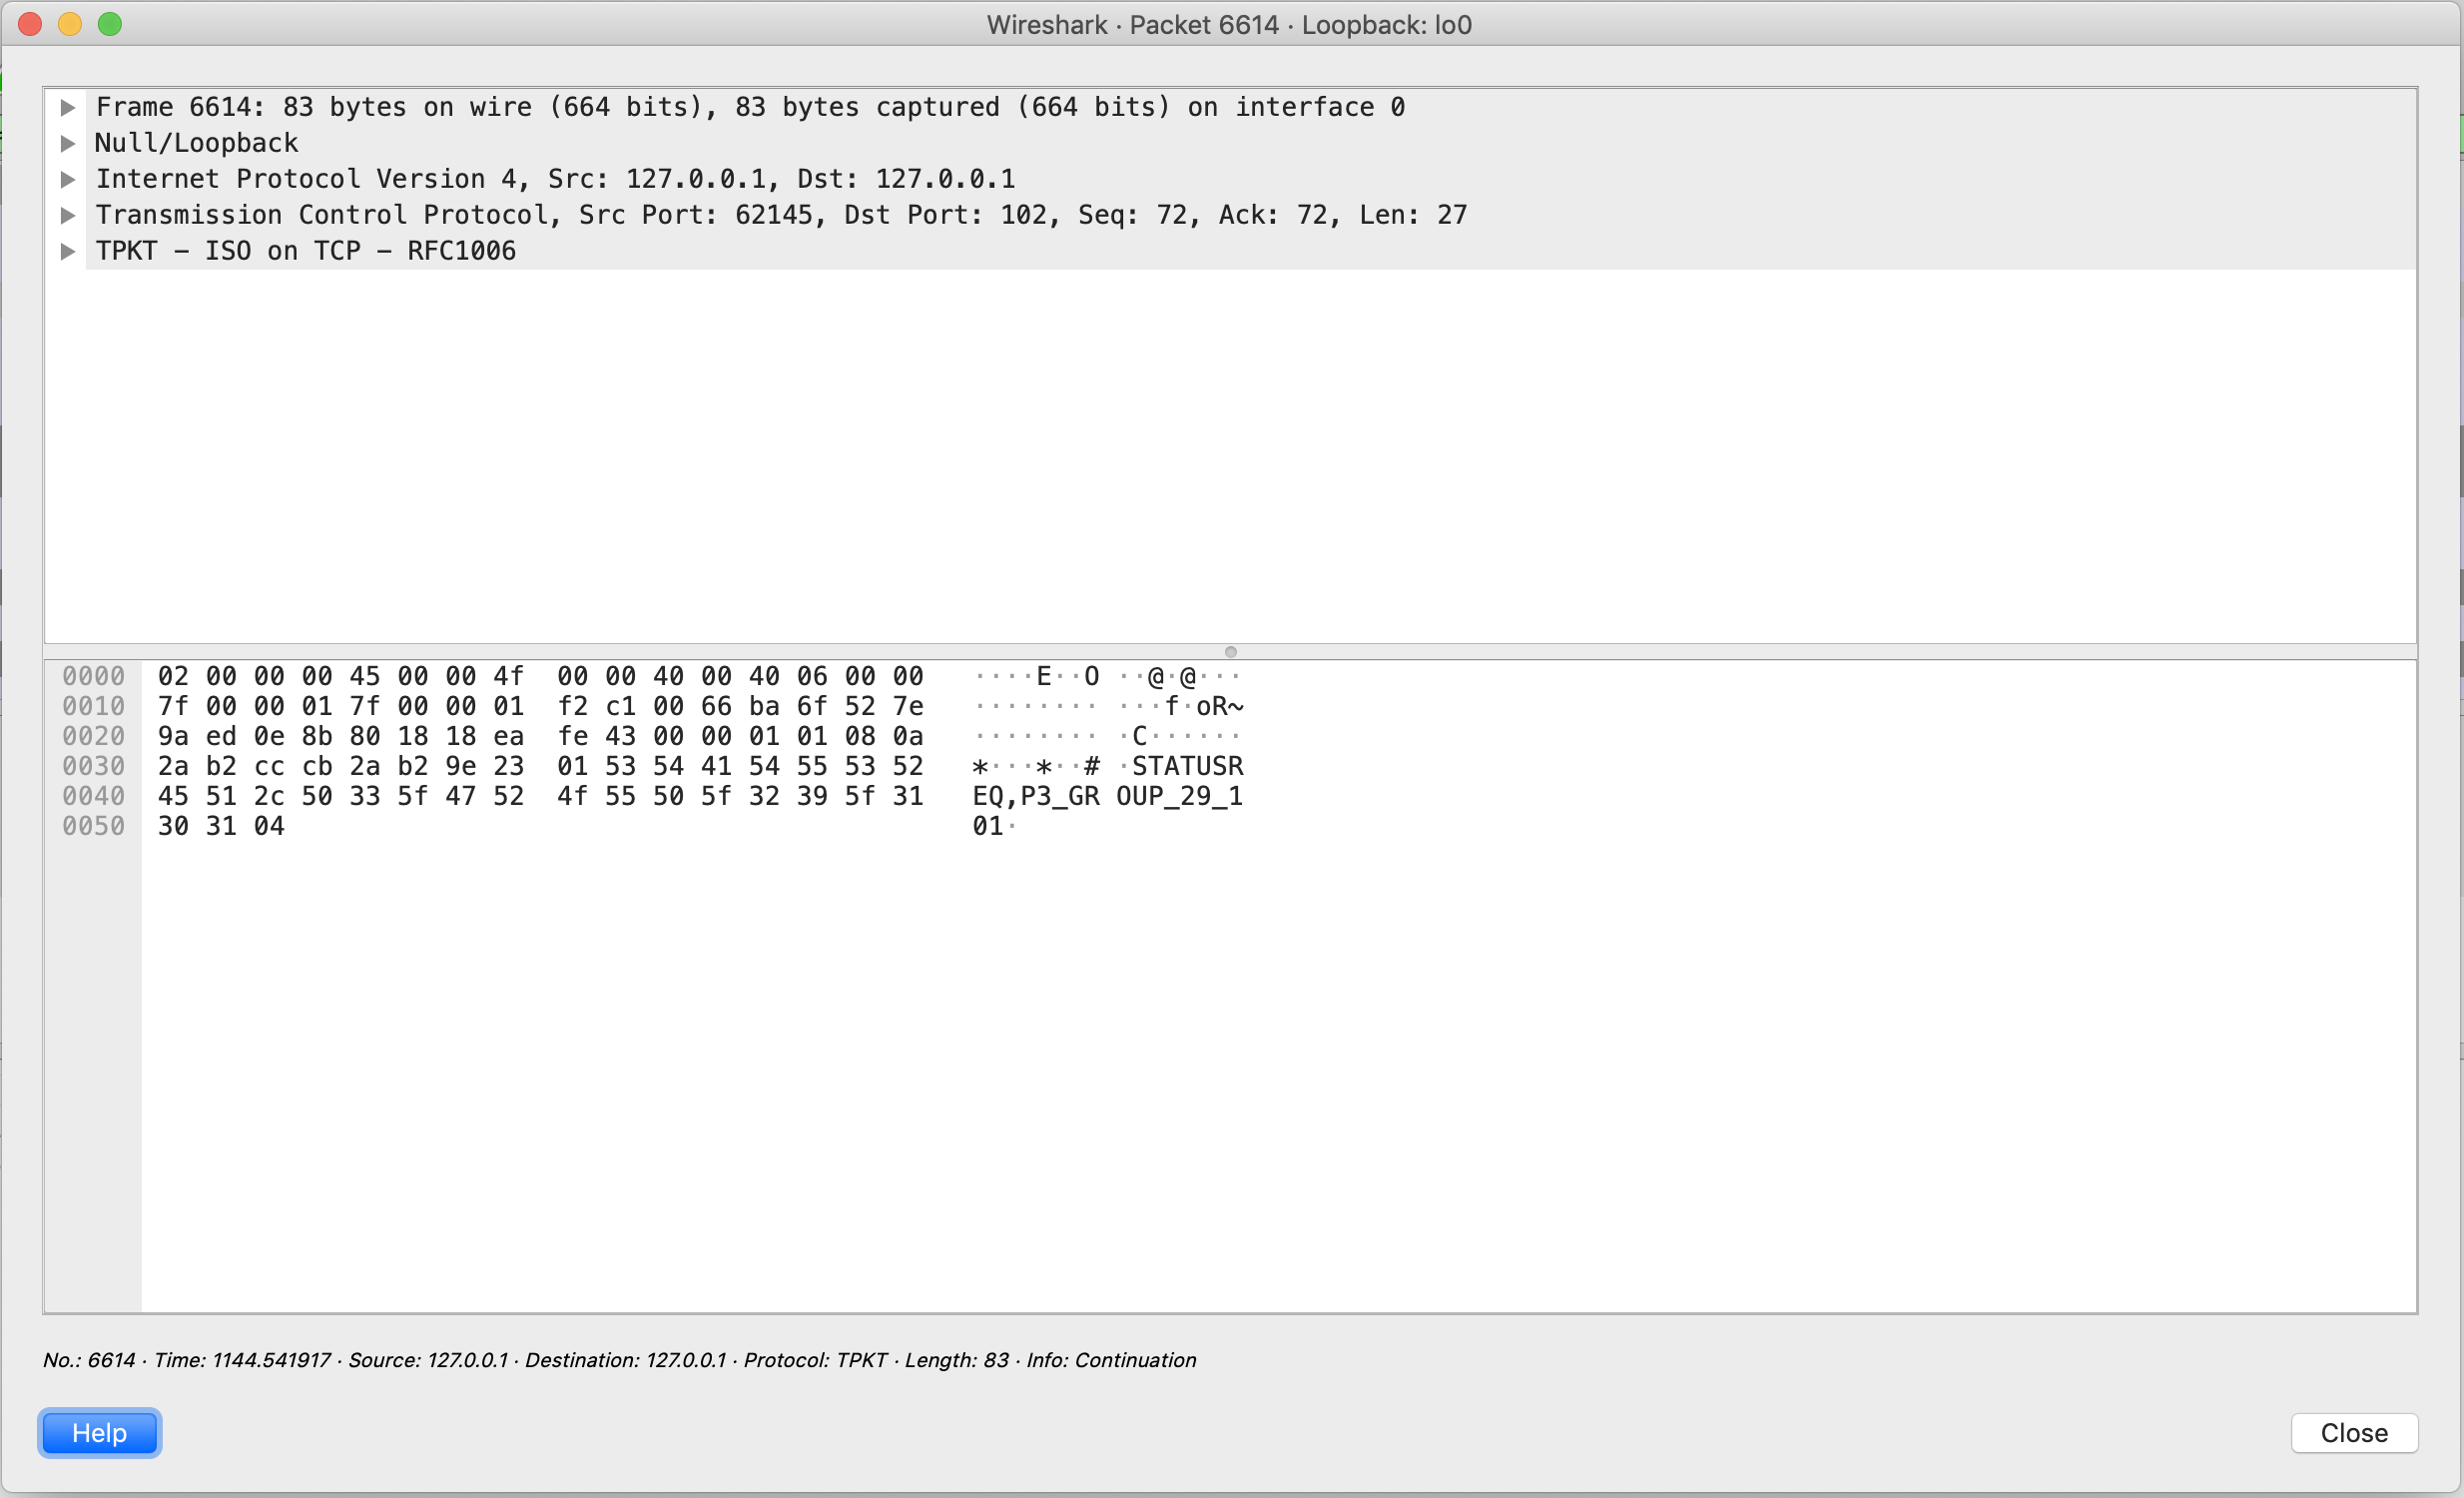 Wireshark · Packet 6614 · Loopback: lo0
Frame 6614: 83 bytes on wire (664 bits), 83 bytes captured (664 bits) on interface 0
Null/Loopback
Internet Protocol Version 4, Src: 127.0.0.1, Dst: 127.0.0.1
Transmission Control Protocol, Src Port: 62145, Dst Port: 102, Seq: 72, Ack: 72, Len: 27
TPKT - ISO on TCP - RFC1006
0000 02 00 00 00 45 00 00 4f 00 00 40 00 40 06 00 00 ····E··O ··@·@···
0010 7f 00 00 01 7f 00 00 01 f2 c1 00 66 ba 6f 52 7e ········ ···f·oR~
0020 9a ed 0e 8b 80 18 18 ea fe 43 00 00 01 01 08 0a ········ ·C······
0030 2a b2 cc cb 2a b2 9e 23 01 53 54 41 54 55 53 52 *···*··# ·STATUSR
0040 45 51 2c 50 33 5f 47 52 4f 55 50 5f 32 39 5f 31 EQ,P3_GR OUP_29_1
0050 30 31 04 01·
No.: 6614 · Time: 1144.541917 · Source: 127.0.0.1 · Destination: 127.0.0.1 · Protocol: TPKT · Length: 83 · Info: Continuation
Help
Close